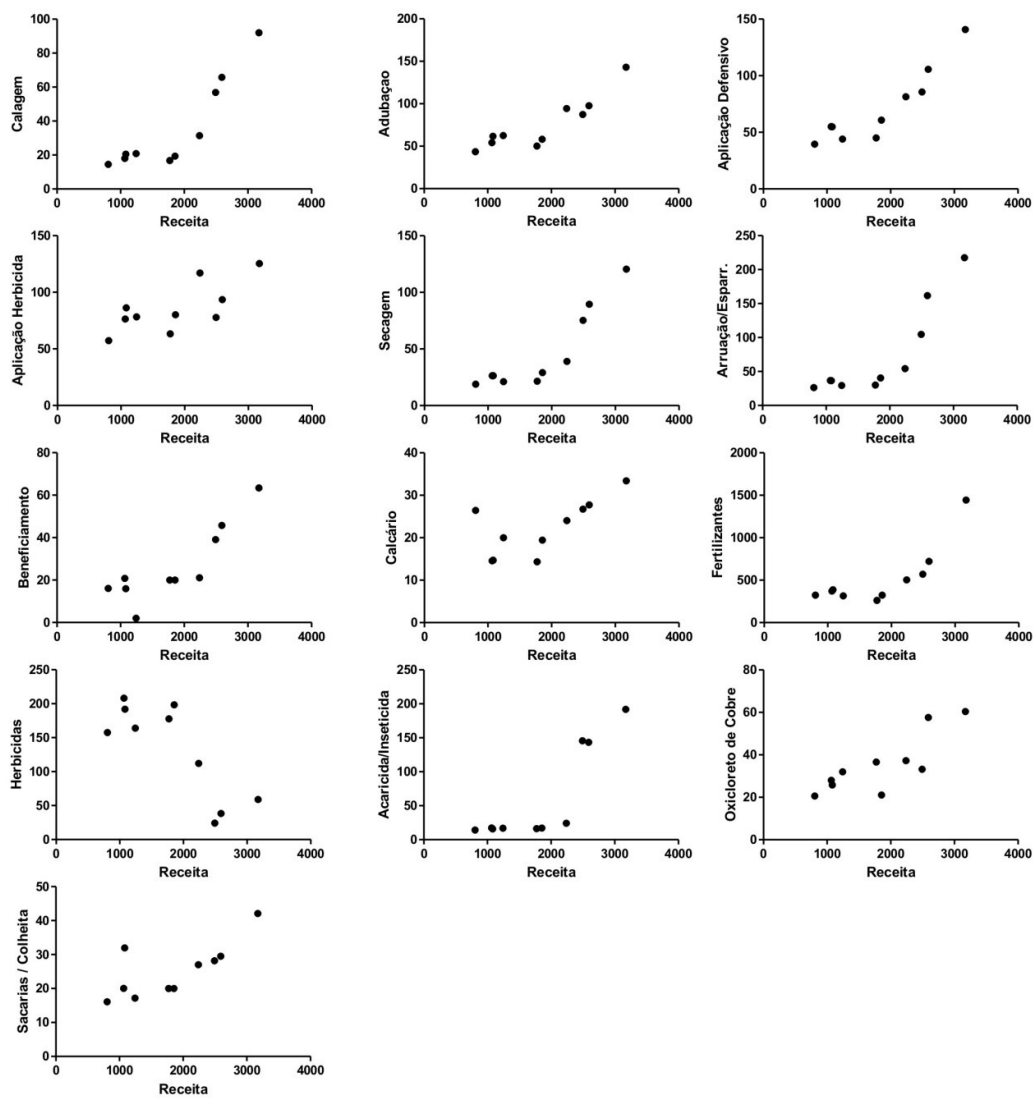 Calagem
100
80
60
40
20
0
0 1000 2000 3000 4000
Receita
Adubaçao
200
150
100
50
0
0 1000 2000 3000 4000
Receita
Aplicação Defensivo
150
100
50
0
0 1000 2000 3000 4000
Receita
Aplicação Herbicida
150
100
50
0
0 1000 2000 3000 4000
Receita
Secagem
150
100
50
0
0 1000 2000 3000 4000
Receita
Arruação/Esparr.
250
200
150
100
50
0
0 1000 2000 3000 4000
Receita
Beneficiamento
80
60
40
20
0
0 1000 2000 3000 4000
Receita
Calcário
40
30
20
10
0
0 1000 2000 3000 4000
Receita
Fertilizantes
2000
1500
1000
500
0
0 1000 2000 3000 4000
Receita
Herbicidas
250
200
150
100
50
0
0 1000 2000 3000 4000
Receita
Acaricida/Inseticida
250
200
150
100
50
0
0 1000 2000 3000 4000
Receita
Oxicloreto de Cobre
80
60
40
20
0
0 1000 2000 3000 4000
Receita
Sacarias / Colheita
50
40
30
20
10
0
0 1000 2000 3000 4000
Receita